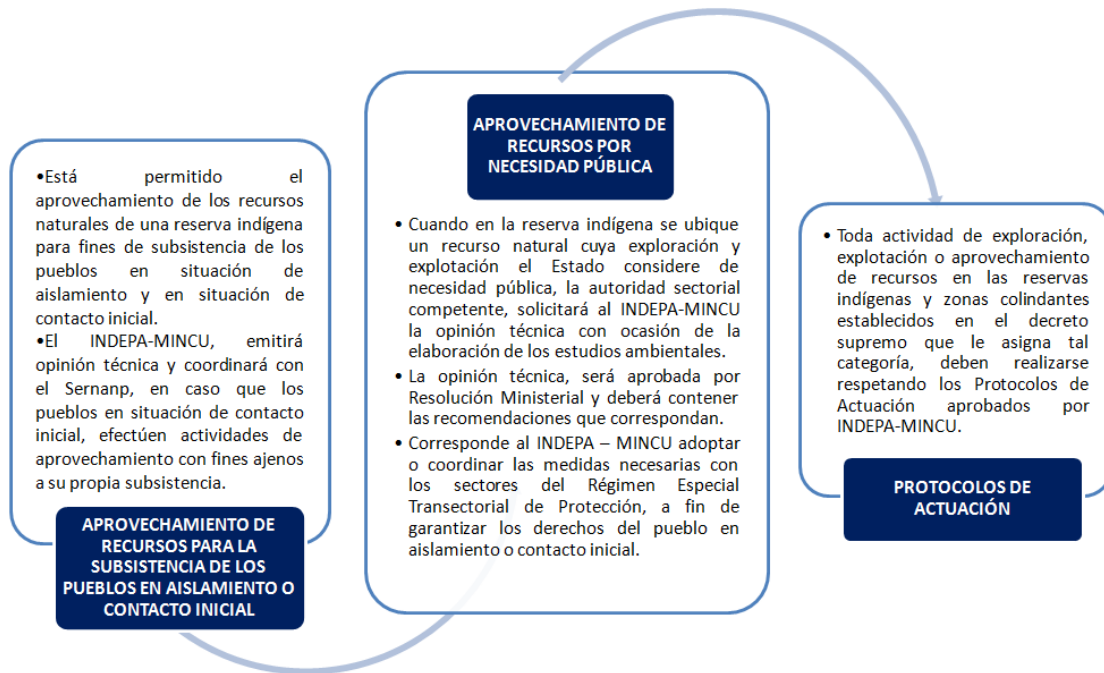 •Está permitido el
aprovechamiento de los recursos
naturales de una reserva indígena
para fines de subsistencia de los
pueblos en situación de
aislamiento y en situación de
contacto inicial.
•El INDEPA-MINCU, emitirá
opinión técnica y coordinará con
el Sernanp, en caso que los
pueblos en situación de contacto
inicial, efectúen actividades de
aprovechamiento con fines ajenos
a su propia subsistencia.
APROVECHAMIENTO DE
RECURSOS PARA LA
SUBSISTENCIA DE LOS
PUEBLOS EN AISLAMIENTO O
CONTACTO INICIAL
APROVECHAMIENTO DE
RECURSOS POR
NECESIDAD PÚBLICA
• Cuando en la reserva indígena se ubique
un recurso natural cuya exploración y
explotación el Estado considere de
necesidad pública, la autoridad sectorial
competente, solicitará al INDEPA-MINCU
la opinión técnica con ocasión de la
elaboración de los estudios ambientales.
• La opinión técnica, será aprobada por
Resolución Ministerial y deberá contener
las recomendaciones que correspondan.
• Corresponde al INDEPA – MINCU adoptar
o coordinar las medidas necesarias con
los sectores del Régimen Especial
Transectorial de Protección, a fin de
garantizar los derechos del pueblo en
aislamiento o contacto inicial.
• Toda actividad de exploración,
explotación o aprovechamiento
de recursos en las reservas
indígenas y zonas colindantes
establecidos en el decreto
supremo que le asigna tal
categoría, deben realizarse
respetando los Protocolos de
Actuación aprobados por
INDEPA-MINCU.
PROTOCOLOS DE
ACTUACIÓN